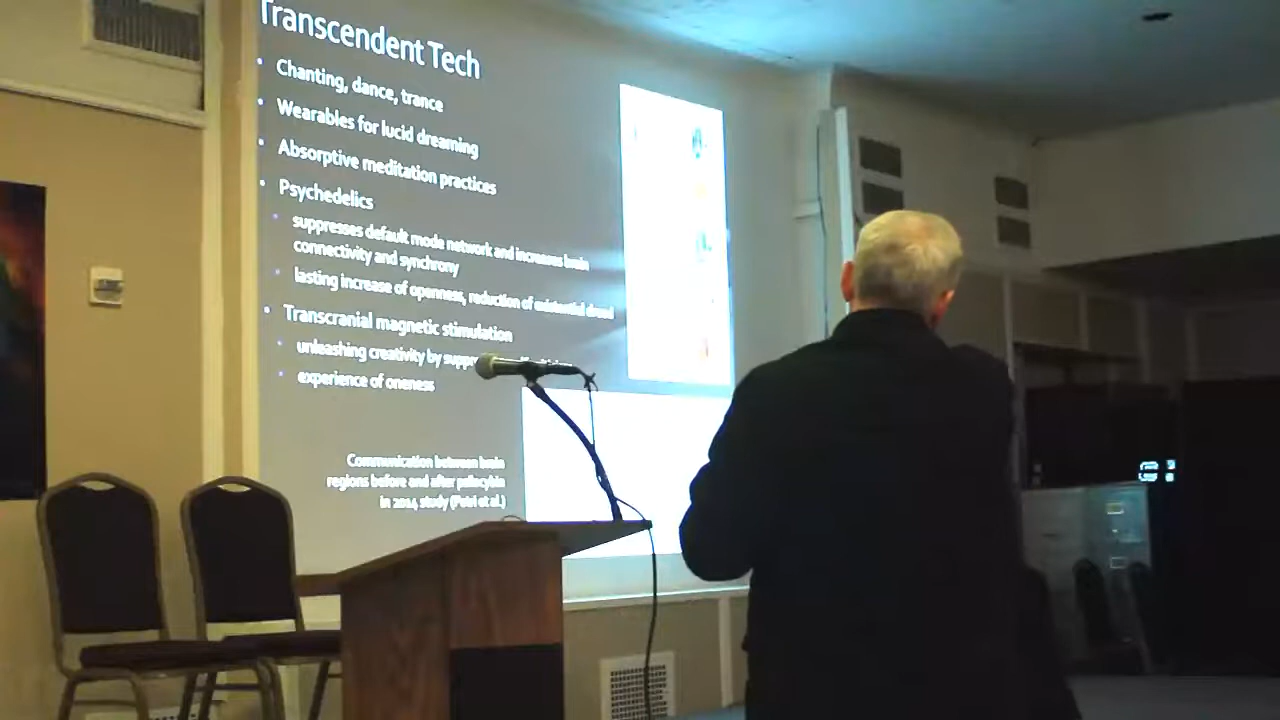 Transcendent Tech
Chanting, dance, trance
Wearables for lucid dreaming
Absorptive meditation practices
Psychedelics
suppresses default mode network and increases brain
connectivity and synchrony
lasting increase of openness, reduction of existential dread
Transcranial magnetic stimulation
unleashing creativity by
experience of oneness
Communication between brain
regions before and after psilocybin
in 2014 study (Petri et al.)